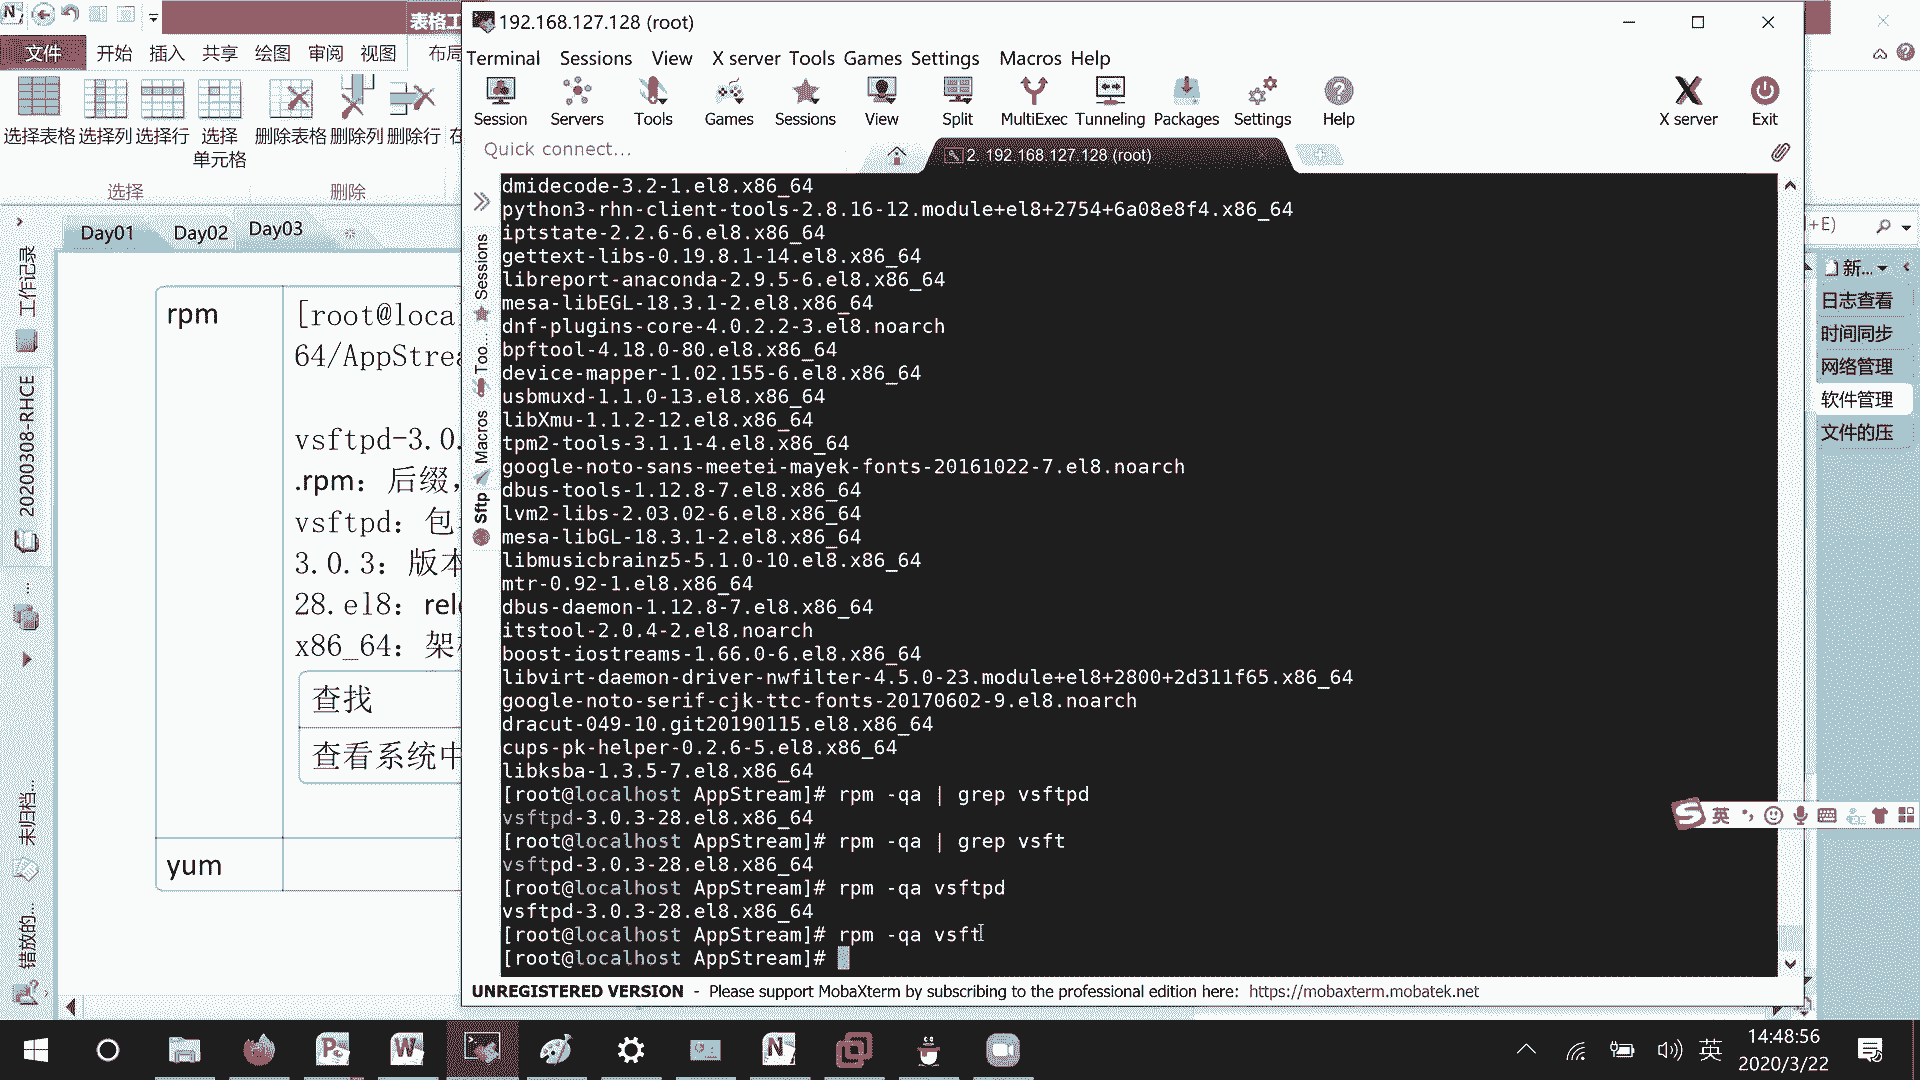 表格工
192.168.127.128 (root)
文件 开始 插入 共享 绘图 审阅 视图 布局
Terminal Sessions View X server Tools Games Settings Macros Help
选择表格 选择列 选择行 选择单元格 删除表格 删除列 删除行 在
选择 删除
Session Servers Tools Games Sessions View Split MultiExec Tunneling Packages Settings Help X server Exit
Quick connect...
2. 192.168.127.128 (root)
Day01 Day02 Day03
+E)
工作记录
20200308-RHCE
...
未归档...
错放的...
rpm
[root@loca
64/AppStrea
vsftpd-3.0.
.rpm: 后缀,
vsftpd: 包
3.0.3: 版本
28.el8: rele
x86_64: 架
查找
查看系统中
yum
Sessions
Too...
Macros
Sftp
dmidecode-3.2-1.el8.x86_64
python3-rhn-client-tools-2.8.16-12.module+el8+2754+6a08e8f4.x86_64
iptstate-2.2.6-6.el8.x86_64
gettext-libs-0.19.8.1-14.el8.x86_64
libreport-anaconda-2.9.5-6.el8.x86_64
mesa-libEGL-18.3.1-2.el8.x86_64
dnf-plugins-core-4.0.2.2-3.el8.noarch
bpftool-4.18.0-80.el8.x86_64
device-mapper-1.02.155-6.el8.x86_64
usbmuxd-1.1.0-13.el8.x86_64
libXmu-1.1.2-12.el8.x86_64
tpm2-tools-3.1.1-4.el8.x86_64
google-noto-sans-meetei-mayek-fonts-20161022-7.el8.noarch
dbus-tools-1.12.8-7.el8.x86_64
lvm2-libs-2.03.02-6.el8.x86_64
mesa-libGL-18.3.1-2.el8.x86_64
libmusicbrainz5-5.1.0-10.el8.x86_64
mtr-0.92-1.el8.x86_64
dbus-daemon-1.12.8-7.el8.x86_64
itstool-2.0.4-2.el8.noarch
boost-iostreams-1.66.0-6.el8.x86_64
libvirt-daemon-driver-nwfilter-4.5.0-23.module+el8+2800+2d311f65.x86_64
google-noto-serif-cjk-ttc-fonts-20170602-9.el8.noarch
dracut-049-10.git20190115.el8.x86_64
cups-pk-helper-0.2.6-5.el8.x86_64
libksba-1.3.5-7.el8.x86_64
[root@localhost AppStream]# rpm -qa | grep vsftpd
vsftpd-3.0.3-28.el8.x86_64
[root@localhost AppStream]# rpm -qa | grep vsft
vsftpd-3.0.3-28.el8.x86_64
[root@localhost AppStream]# rpm -qa vsftpd
vsftpd-3.0.3-28.el8.x86_64
[root@localhost AppStream]# rpm -qa vsft
[root@localhost AppStream]#
UNREGISTERED VERSION - Please support MobaXterm by subscribing to the professional edition here: https://mobaxterm.mobatek.net
新...
日志查看
时间同步
网络管理
软件管理
文件的压
英
英
14:48:56
2020/3/22